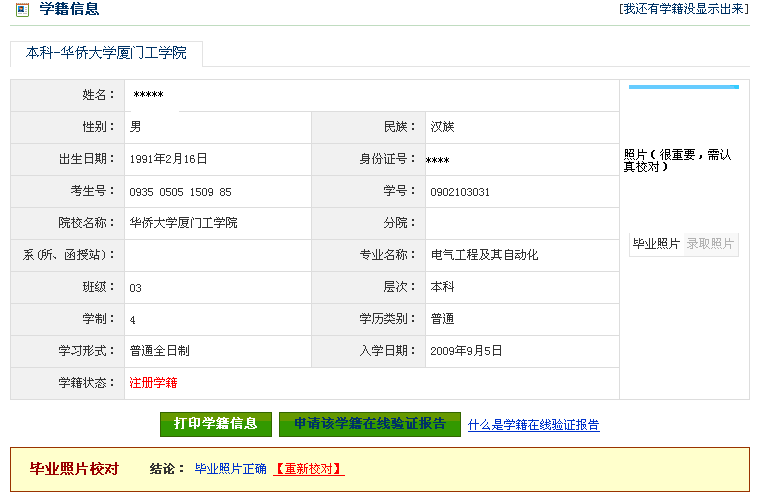 学籍信息 [我还有学籍没显示出来]
本科-华侨大学厦门工学院
姓名： *****
性别： 男 民族： 汉族
出生日期： 1991年2月16日 身份证号： ****
照片（很重要，需认
真校对）
考生号： 0935 0505 1509 85 学号： 0902103031
院校名称： 华侨大学厦门工学院 分院：
毕业照片 录取照片
系(所、函授站)： 专业名称： 电气工程及其自动化
班级： 03 层次： 本科
学制： 4 学历类别： 普通
学习形式： 普通全日制 入学日期： 2009年9月5日
学籍状态： 注册学籍
打印学籍信息 申请该学籍在线验证报告 什么是学籍在线验证报告
毕业照片校对 结论： 毕业照片正确 【重新校对】